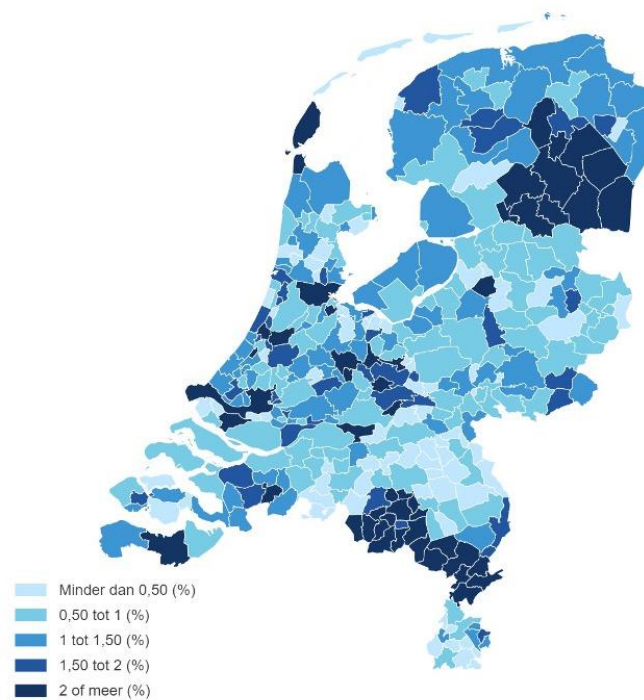 Minder dan 0,50 (%)
0,50 tot 1 (%)
1 tot 1,50 (%)
1,50 tot 2 (%)
2 of meer (%)